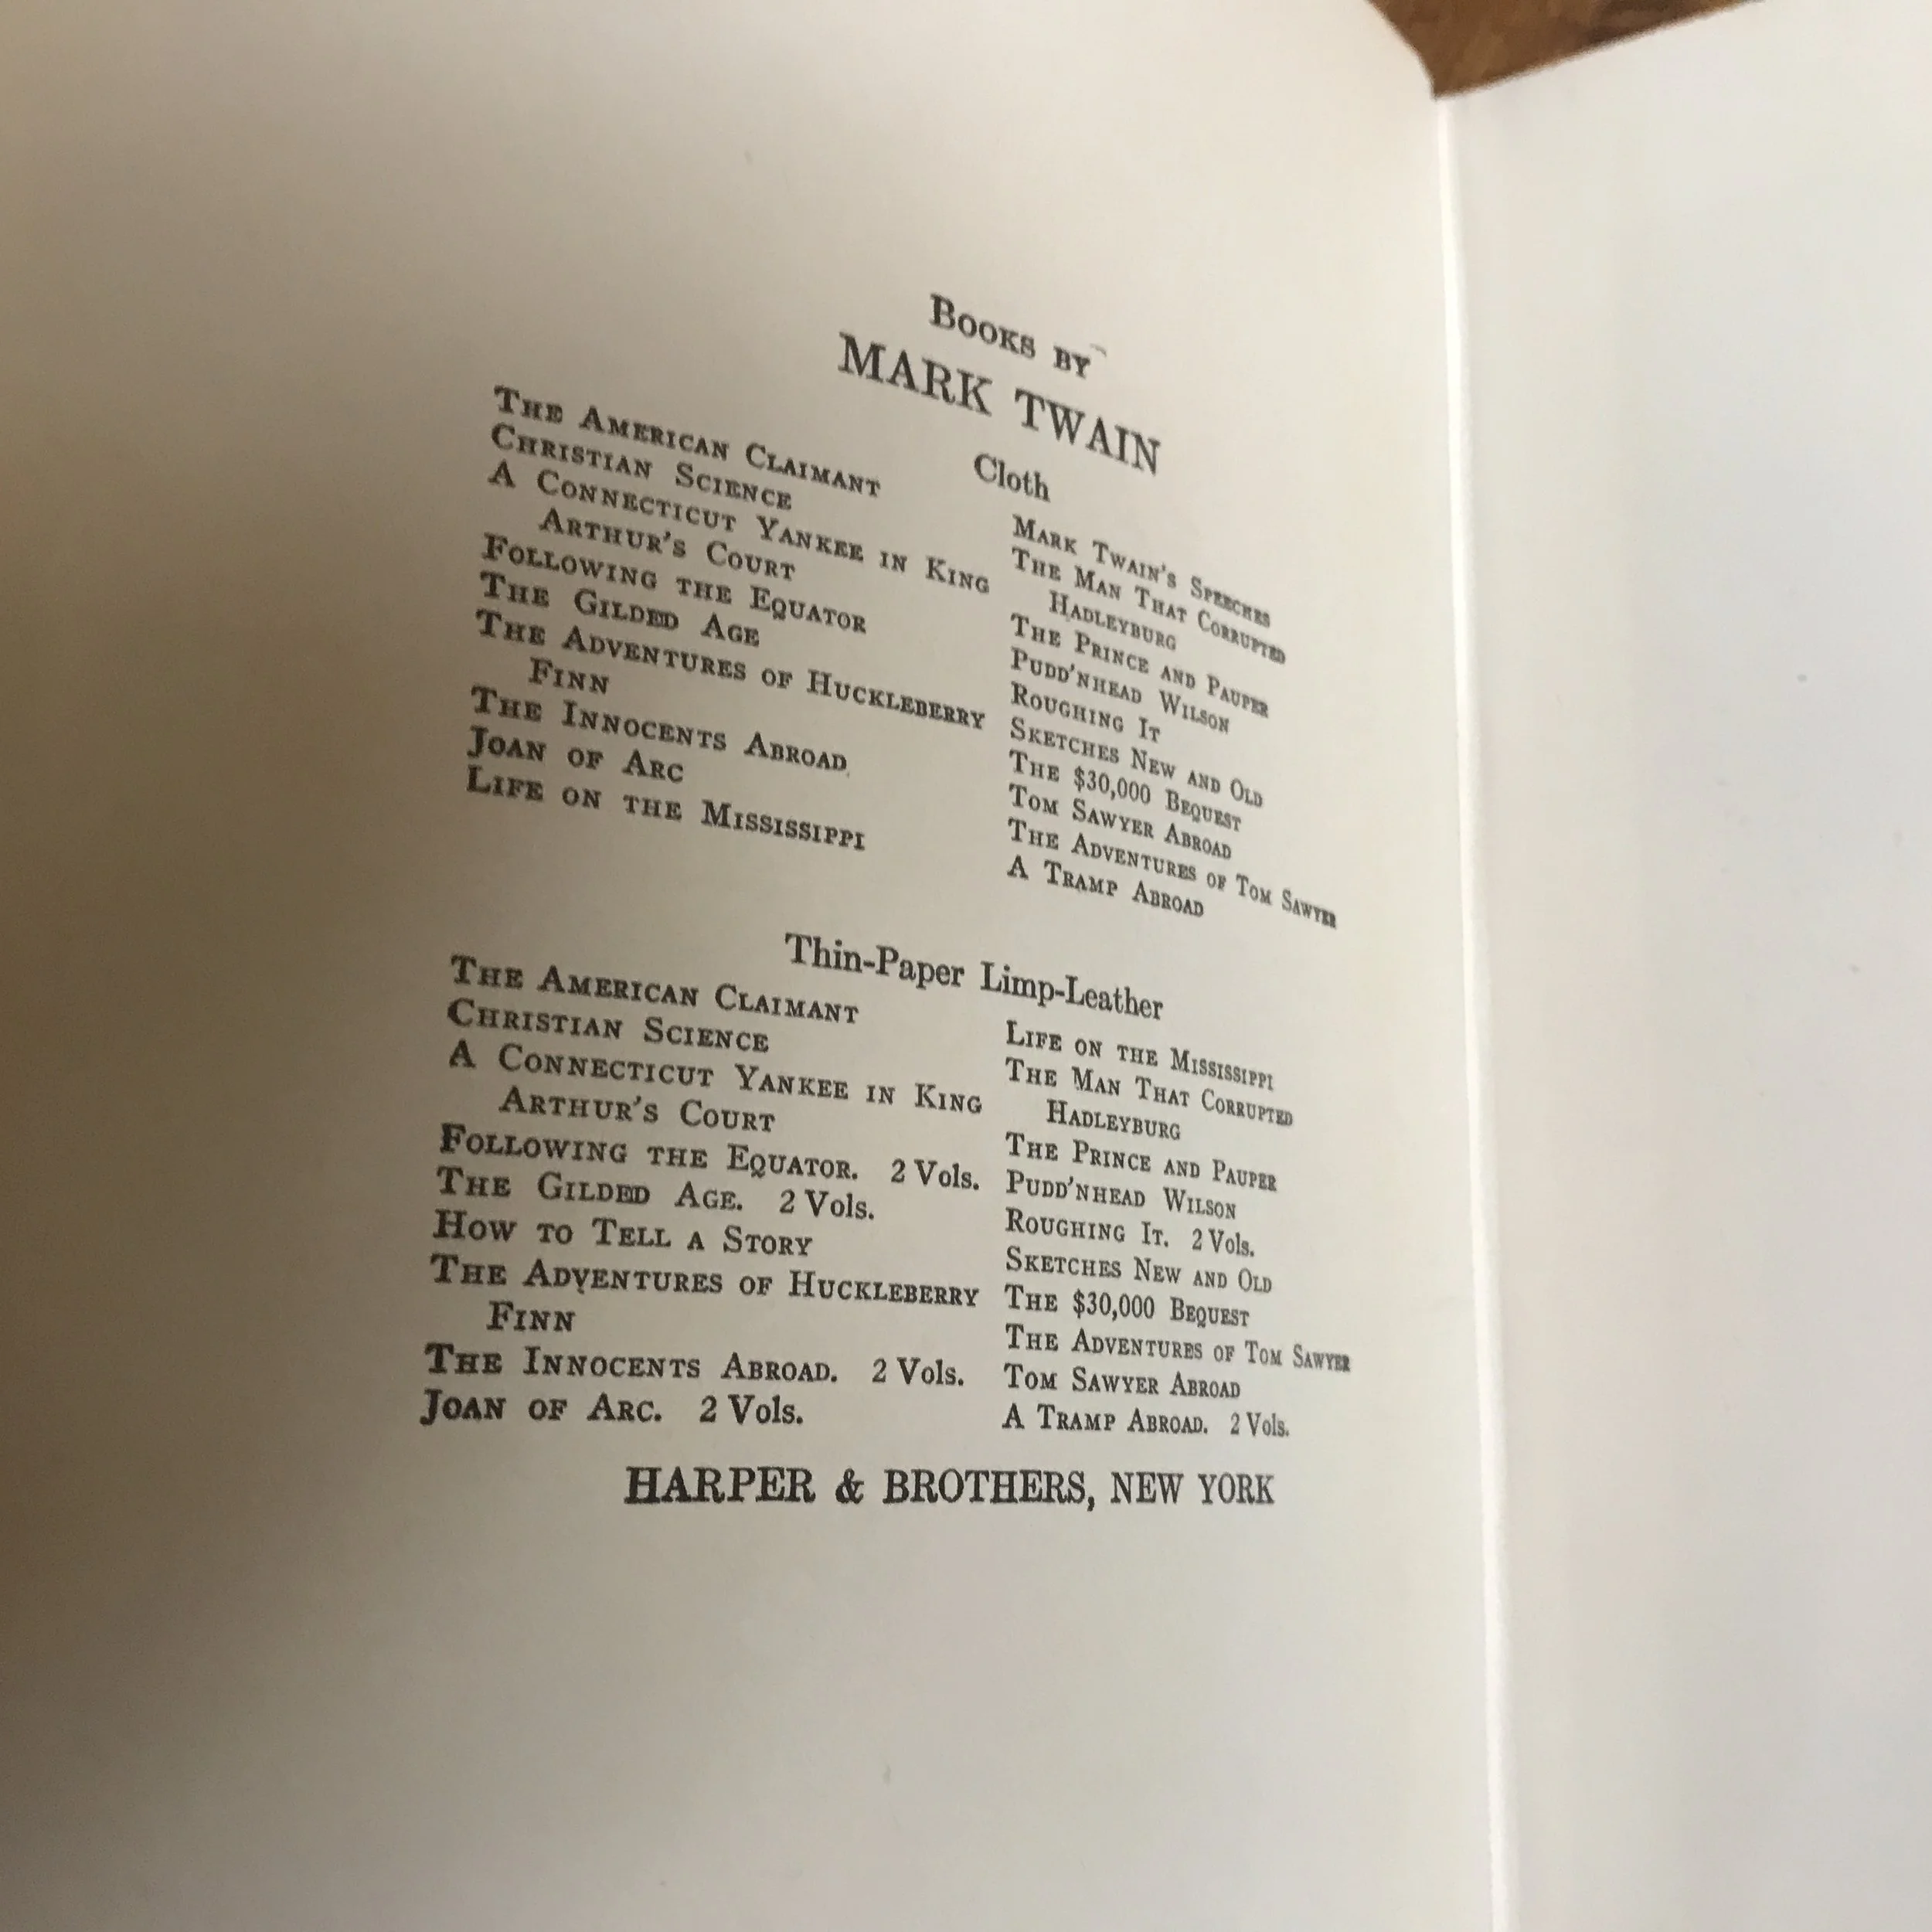 BOOKS BY
MARK TWAIN
Cloth
THE AMERICAN CLAIMANT
CHRISTIAN SCIENCE
A CONNECTICUT YANKEE IN KING
ARTHUR'S COURT
FOLLOWING THE EQUATOR
THE GILDED AGE
THE ADVENTURES OF HUCKLEBERRY
FINN
THE INNOCENTS ABROAD
JOAN OF ARC
LIFE ON THE MISSISSIPPI
MARK TWAIN'S SPEECHES
THE MAN THAT CORRUPTED
HADLEYBURG
THE PRINCE AND PAUPER
PUDD'NHEAD WILSON
ROUGHING IT
SKETCHES NEW AND OLD
THE $30,000 BEQUEST
TOM SAWYER ABROAD
THE ADVENTURES OF TOM SAWYER
A TRAMP ABROAD
Thin-Paper Limp-Leather
THE AMERICAN CLAIMANT
CHRISTIAN SCIENCE
A CONNECTICUT YANKEE IN KING
ARTHUR'S COURT
FOLLOWING THE EQUATOR. 2 Vols.
THE GILDED AGE. 2 Vols.
HOW TO TELL A STORY
THE ADVENTURES OF HUCKLEBERRY
FINN
THE INNOCENTS ABROAD. 2 Vols.
JOAN OF ARC. 2 Vols.
LIFE ON THE MISSISSIPPI
THE MAN THAT CORRUPTED
HADLEYBURG
THE PRINCE AND PAUPER
PUDD'NHEAD WILSON
ROUGHING IT. 2 Vols.
SKETCHES NEW AND OLD
THE $30,000 BEQUEST
THE ADVENTURES OF TOM SAWYER
TOM SAWYER ABROAD
A TRAMP ABROAD. 2 Vols.
HARPER & BROTHERS, NEW YORK